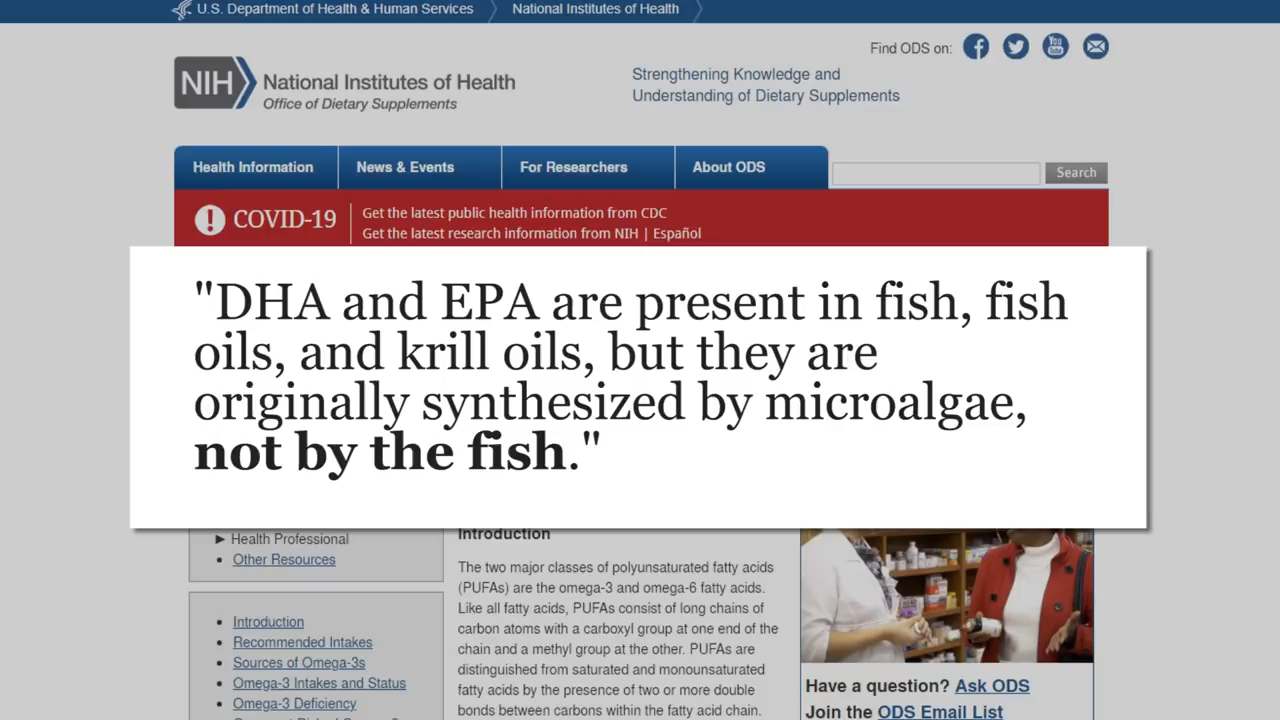 U.S. Department of Health & Human Services
National Institutes of Health
NIH
National Institutes of Health
Office of Dietary Supplements
Strengthening Knowledge and
Understanding of Dietary Supplements
Find ODS on:
You
Health Information
News & Events
For Researchers
About ODS
Search
COVID-19
Get the latest public health information from CDC
Get the latest research information from NIH | Español
"DHA and EPA are present in fish, fish
oils, and krill oils, but they are
originally synthesized by microalgae,
not by the fish."
Health Professional
Other Resources
Introduction
Recommended Intakes
Sources of Omega-3s
Omega-3 Intakes and Status
Omega-3 Deficiency
Introduction
The two major classes of polyunsaturated fatty acids
(PUFAs) are the omega-3 and omega-6 fatty acids.
Like all fatty acids, PUFAs consist of long chains of
carbon atoms with a carboxyl group at one end of the
chain and a methyl group at the other. PUFAs are
distinguished from saturated and monounsaturated
fatty acids by the presence of two or more double
bonds between carbons within the fatty acid chain.
Have a question? Ask ODS
Join the ODS Email List